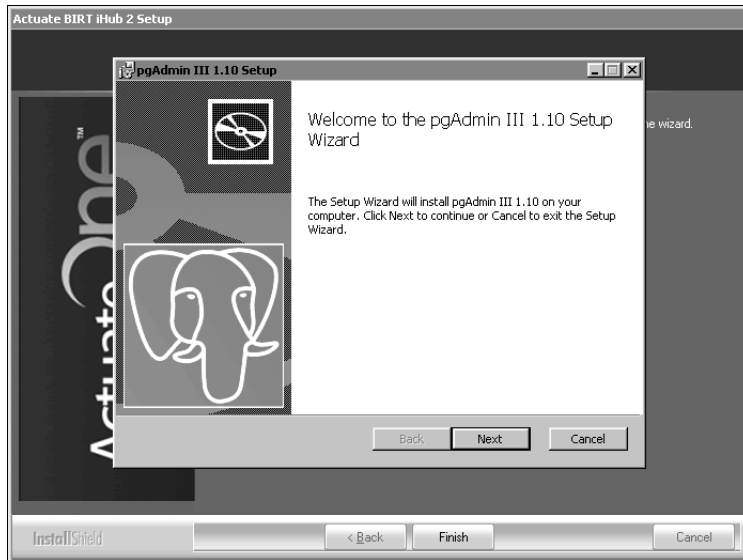 Actuate BIRT iHub 2 Setup
pgAdmin III 1.10 Setup
Welcome to the pgAdmin III 1.10 Setup
Wizard
he wizard.
The Setup Wizard will install pgAdmin III 1.10 on your
computer. Click Next to continue or Cancel to exit the Setup
Wizard.
ActuateOne™
Back
Next
Cancel
InstallShield
< Back
Finish
Cancel